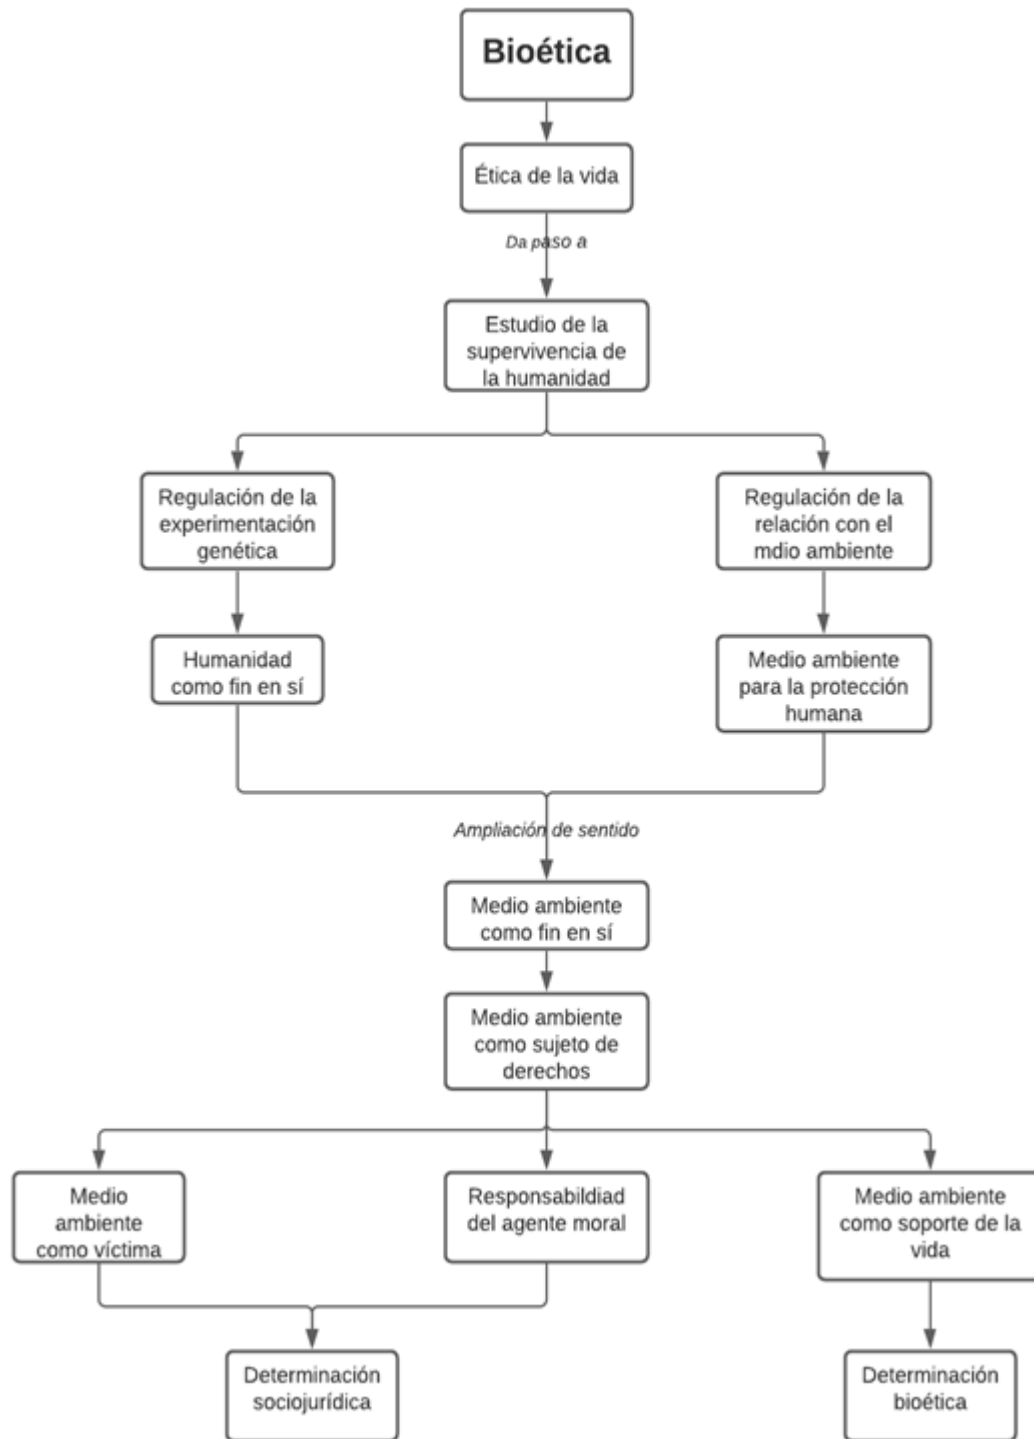 Bioética
Ética de la vida
Da paso a
Estudio de la
supervivencia de
la humanidad
Regulación de la
experimentación
genética
Regulación de la
relación con el
mdio ambiente
Humanidad
como fin en sí
Medio ambiente
para la protección
humana
Ampliación de sentido
Medio ambiente
como fin en sí
Medio ambiente
como sujeto de
derechos
Medio
ambiente
como víctima
Responsabildiad
del agente moral
Medio ambiente
como soporte de la
vida
Determinación
sociojurídica
Determinación
bioética